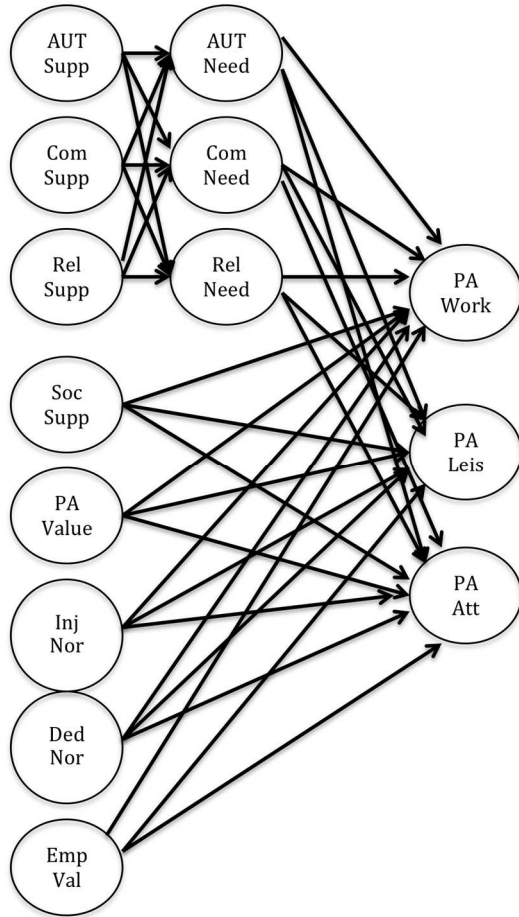 AUT
Supp
AUT
Need
Com
Supp
Com
Need
Rel
Supp
Rel
Need
PA
Work
Soc
Supp
PA
Leis
PA
Value
PA
Att
Inj
Nor
Ded
Nor
Emp
Val